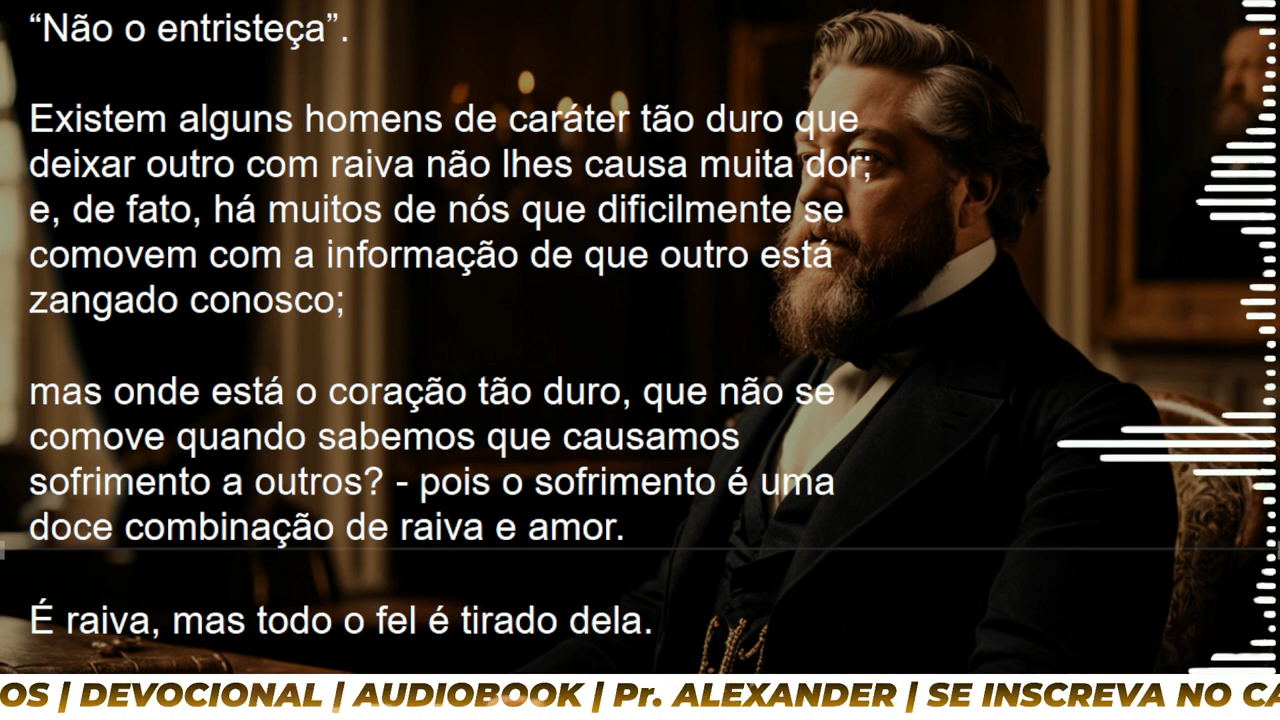 “Não o entristeça”.
Existem alguns homens de caráter tão duro que
deixar outro com raiva não lhes causa muita dor;
e, de fato, há muitos de nós que dificilmente se
comovem com a informação de que outro está
zangado conosco;
mas onde está o coração tão duro, que não se
comove quando sabemos que causamos
sofrimento a outros? - pois o sofrimento é uma
doce combinação de raiva e amor.
É raiva, mas todo o fel é tirado dela.
OS | DEVOCIONAL | AUDIOBOOK | Pr. ALEXANDER | SE INSCREVA NO CA